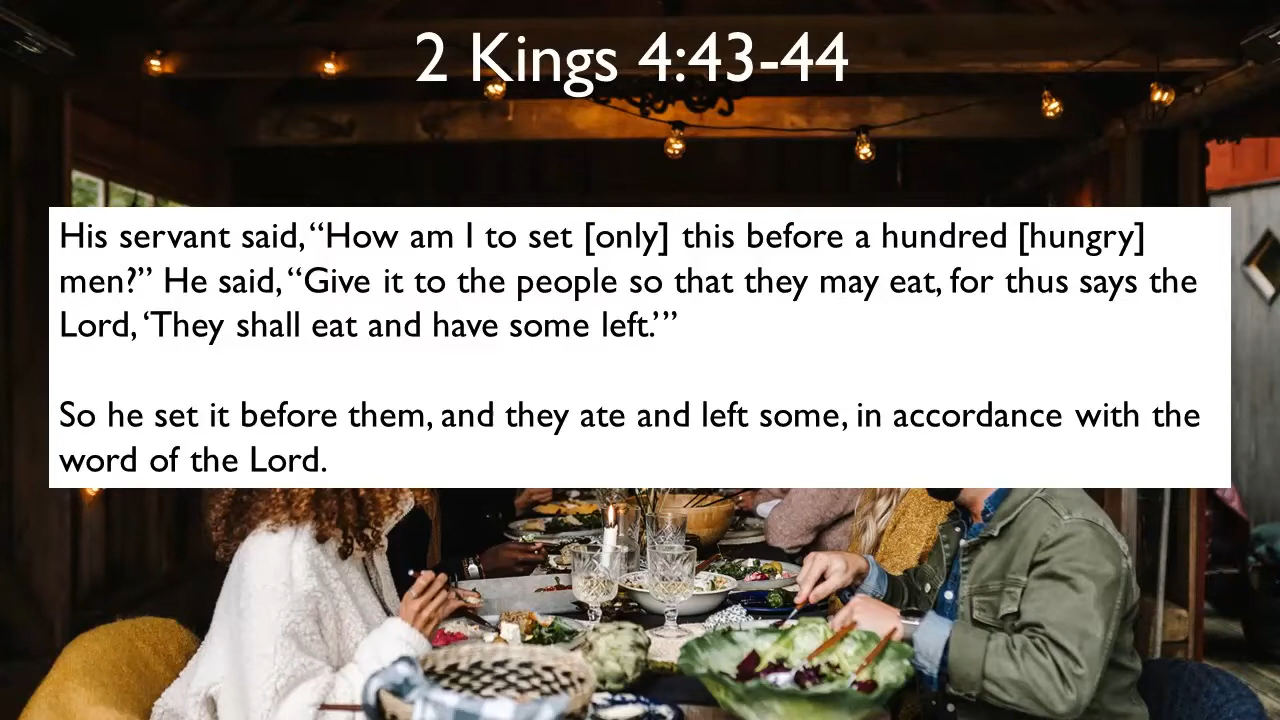 2 Kings 4:43-44
His servant said, “How am I to set [only] this before a hundred [hungry]
men?” He said, “Give it to the people so that they may eat, for thus says the
Lord, ‘They shall eat and have some left.’”
So he set it before them, and they ate and left some, in accordance with the
word of the Lord.